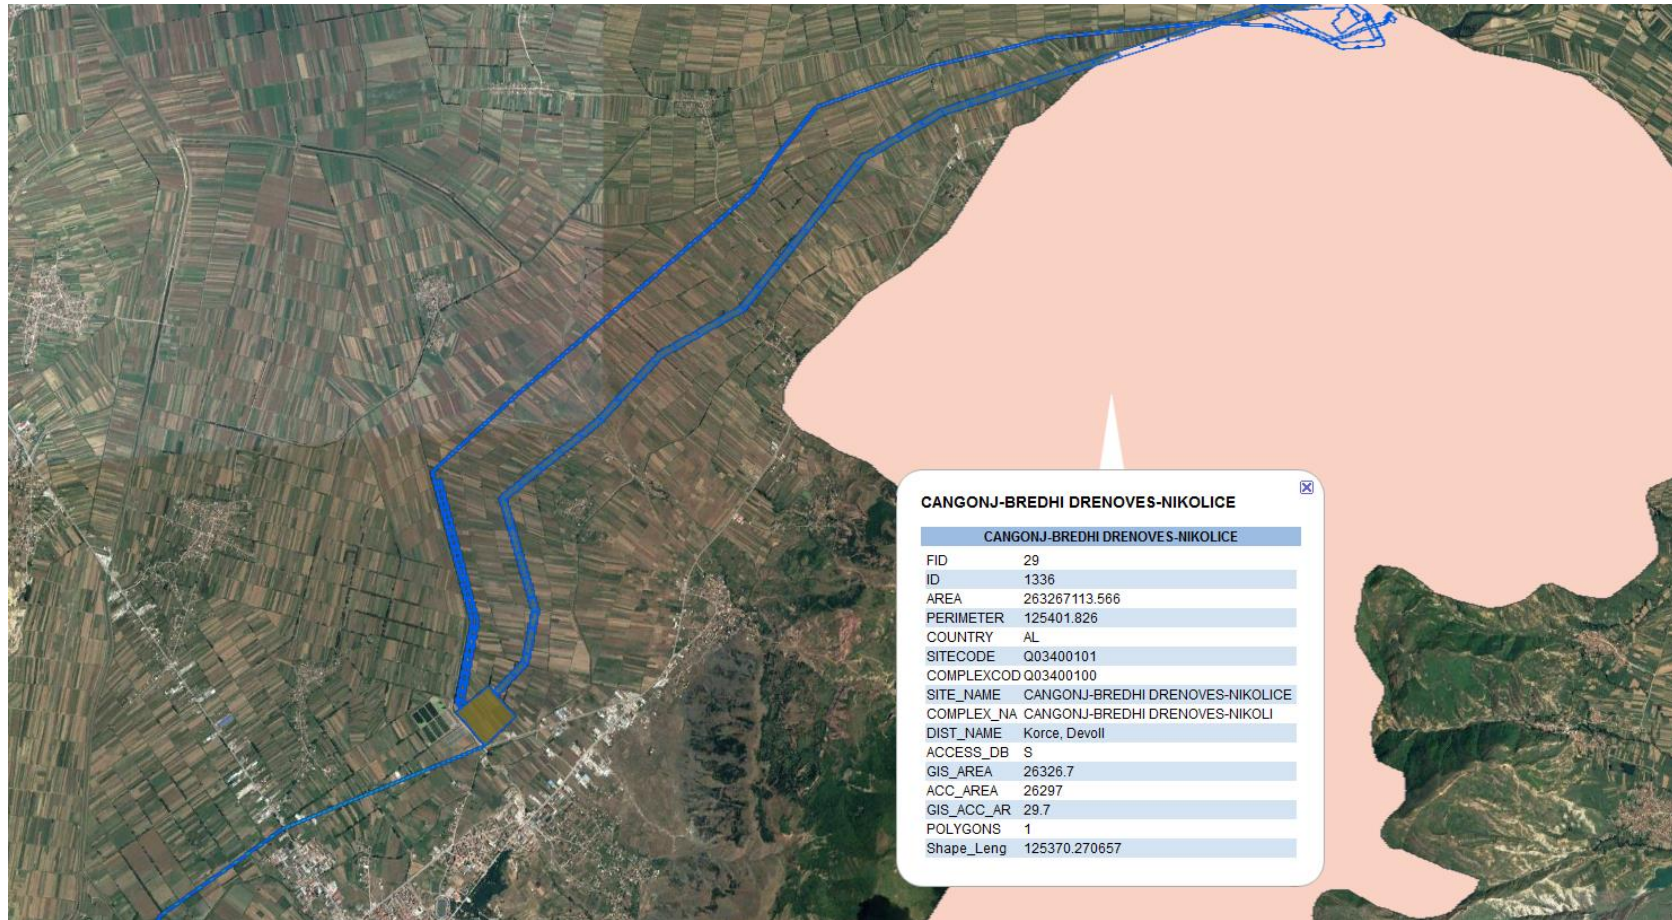 CANGONJ-BREDHI DRENOVES-NIKOLICE
CANGONJ-BREDHI DRENOVES-NIKOLICE
FID 29
ID 1336
AREA 263267113.566
PERIMETER 125401.826
COUNTRY AL
SITECODE Q03400101
COMPLEXCOD Q03400100
SITE_NAME CANGONJ-BREDHI DRENOVES-NIKOLICE
COMPLEX_NA CANGONJ-BREDHI DRENOVES-NIKOLI
DIST_NAME Korce, Devoll
ACCESS_DB S
GIS_AREA 26326.7
ACC_AREA 26297
GIS_ACC_AR 29.7
POLYGONS 1
Shape_Leng 125370.270657